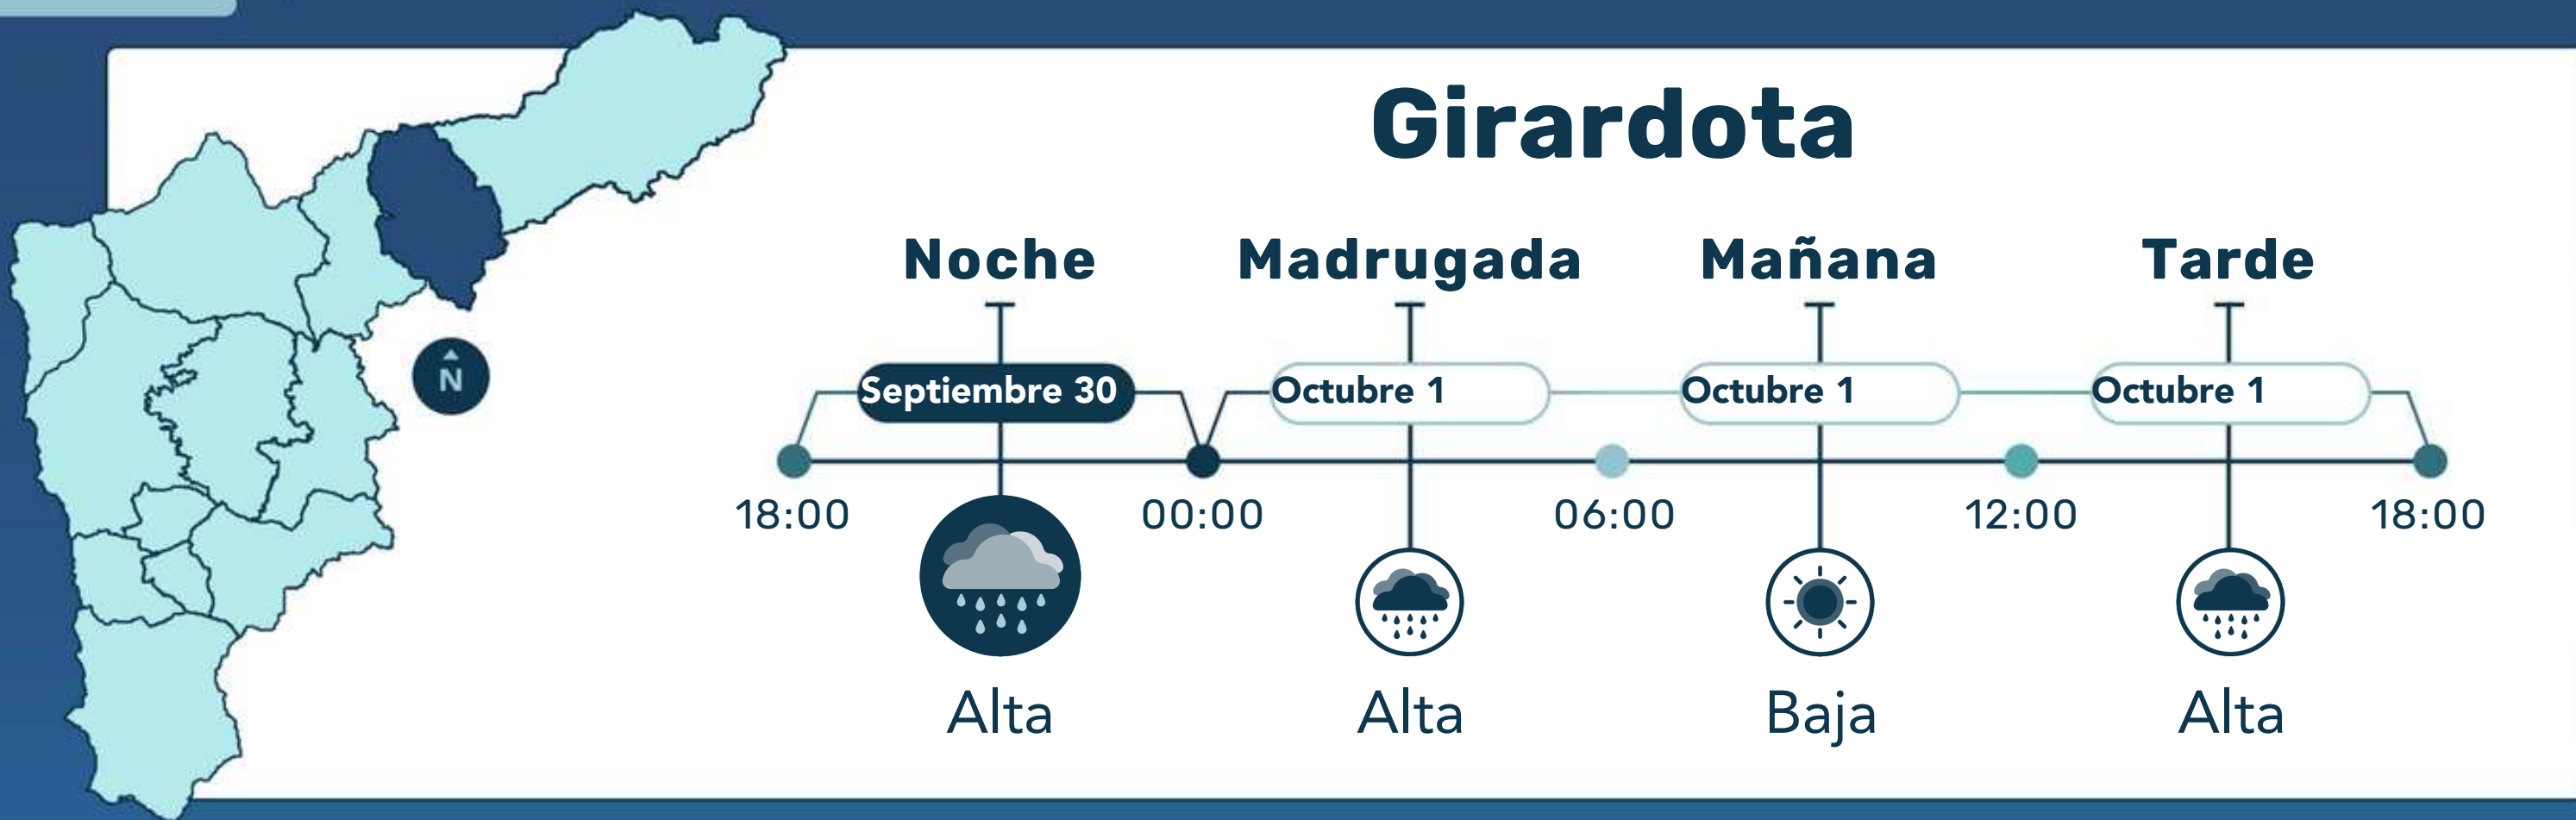 Girardota
Noche Madrugada Mañana Tarde
Septiembre 30 Octubre 1 Octubre 1 Octubre 1
N
18:00 00:00 06:00 12:00 18:00
Alta Alta Baja Alta